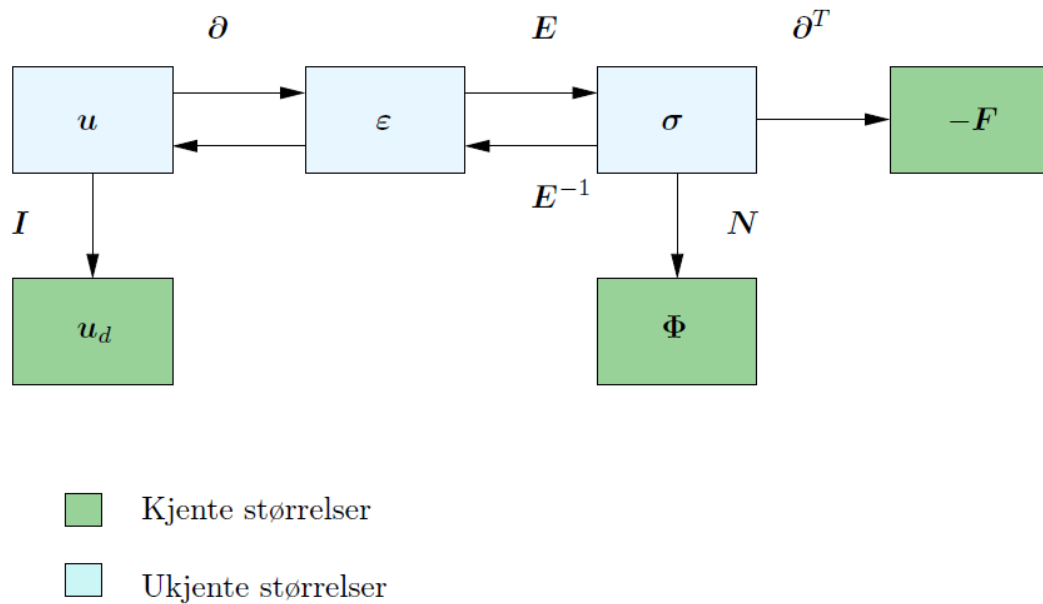 ∂ E ∂^T
u ε σ −F
E^{−1}
I N
u_d Φ
Kjente størrelser
Ukjente størrelser